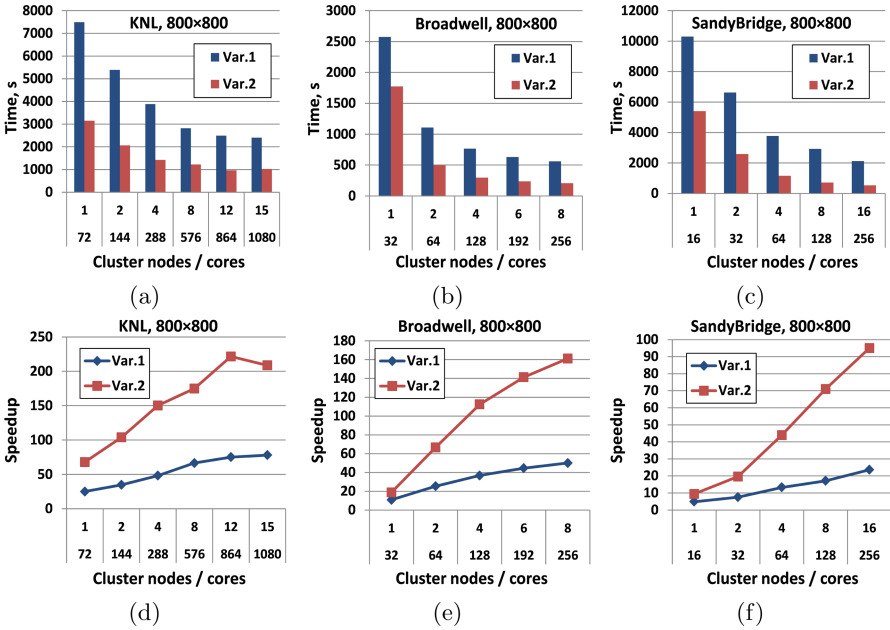 KNL, 800×800
8000
7000
6000
5000
4000
3000
2000
1000
0
Time, s
Var.1
Var.2
1 2 4 8 12 15
72 144 288 576 864 1080
Cluster nodes / cores
(a)
Broadwell, 800×800
3000
2500
2000
1500
1000
500
0
Time, s
Var.1
Var.2
1 2 4 6 8
32 64 128 192 256
Cluster nodes / cores
(b)
SandyBridge, 800×800
12000
10000
8000
6000
4000
2000
0
Time, s
Var.1
Var.2
1 2 4 8 16
16 32 64 128 256
Cluster nodes / cores
(c)
KNL, 800×800
250
200
150
100
50
0
Speedup
Var.1
Var.2
1 2 4 8 12 15
72 144 288 576 864 1080
Cluster nodes / cores
(d)
Broadwell, 800×800
180
160
140
120
100
80
60
40
20
0
Speedup
Var.1
Var.2
1 2 4 6 8
32 64 128 192 256
Cluster nodes / cores
(e)
SandyBridge, 800×800
100
90
80
70
60
50
40
30
20
10
0
Speedup
Var.1
Var.2
1 2 4 8 16
16 32 64 128 256
Cluster nodes / cores
(f)